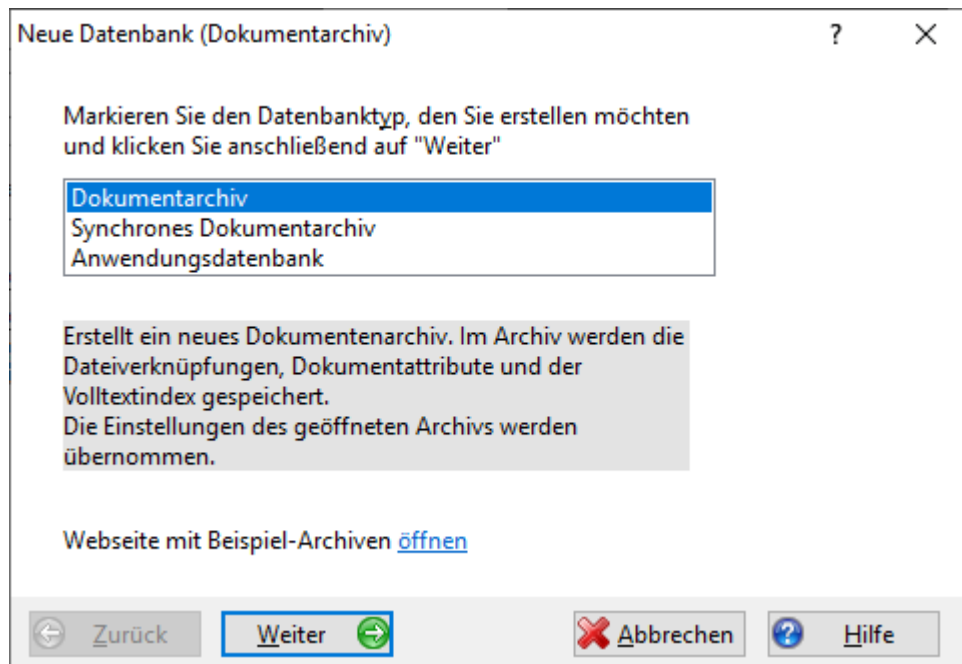 Neue Datenbank (Dokumentarchiv) ?
Markieren Sie den Datenbanktyp, den Sie erstellen möchten
und klicken Sie anschließend auf "Weiter"
Dokumentarchiv
Synchrones Dokumentarchiv
Anwendungsdatenbank
Erstellt ein neues Dokumentenarchiv. Im Archiv werden die
Dateiverknüpfungen, Dokumentattribute und der
Volltextindex gespeichert.
Die Einstellungen des geöffneten Archivs werden
übernommen.
Webseite mit Beispiel-Archiven öffnen
Zurück Weiter Abbrechen Hilfe